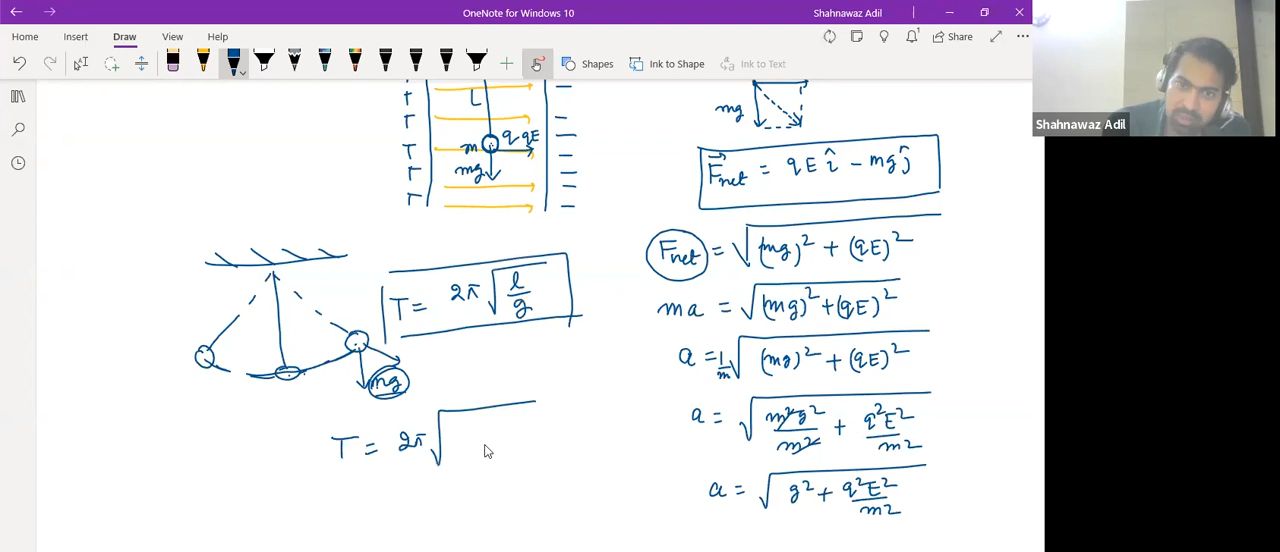 OneNote for Windows 10
Shahnawaz Adil
Home Insert Draw View Help
Share
Shapes
Ink to Shape
Ink to Text
Shahnawaz Adil
L
m q qE
mg
mg
F⃗net = qE î − mg ĵ
Fnet = √(mg)² + (qE)²
ma = √(mg)² + (qE)²
a = 1/m √(mg)² + (qE)²
a = √m²g²/m² + q²E²/m²
a = √g² + q²E²/m²
T = 2π √l/g
mg
T = 2π √